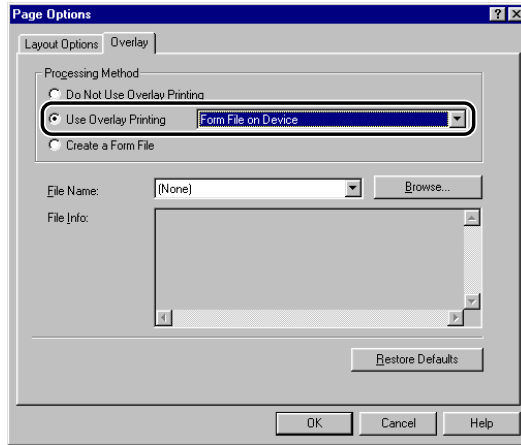 Page Options
Layout Options Overlay
Processing Method
Do Not Use Overlay Printing
Use Overlay Printing Form File on Device
Create a Form File
File Name: (None) Browse...
File Info:
Restore Defaults
OK Cancel Help